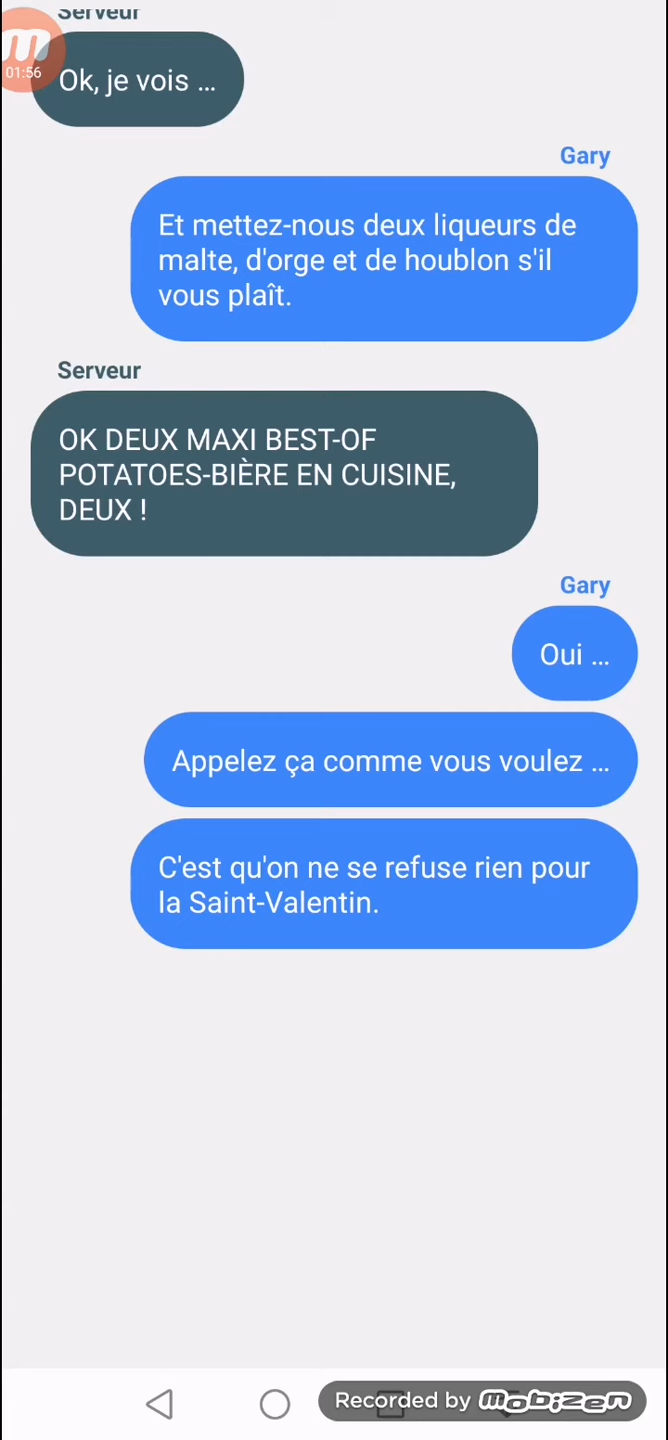 Serveur
01:56
Ok, je vois ...
Gary
Et mettez-nous deux liqueurs de
malte, d'orge et de houblon s'il
vous plaît.
Serveur
OK DEUX MAXI BEST-OF
POTATOES-BIÈRE EN CUISINE,
DEUX !
Gary
Oui ...
Appelez ça comme vous voulez ...
C'est qu'on ne se refuse rien pour
la Saint-Valentin.
Recorded by mobizen